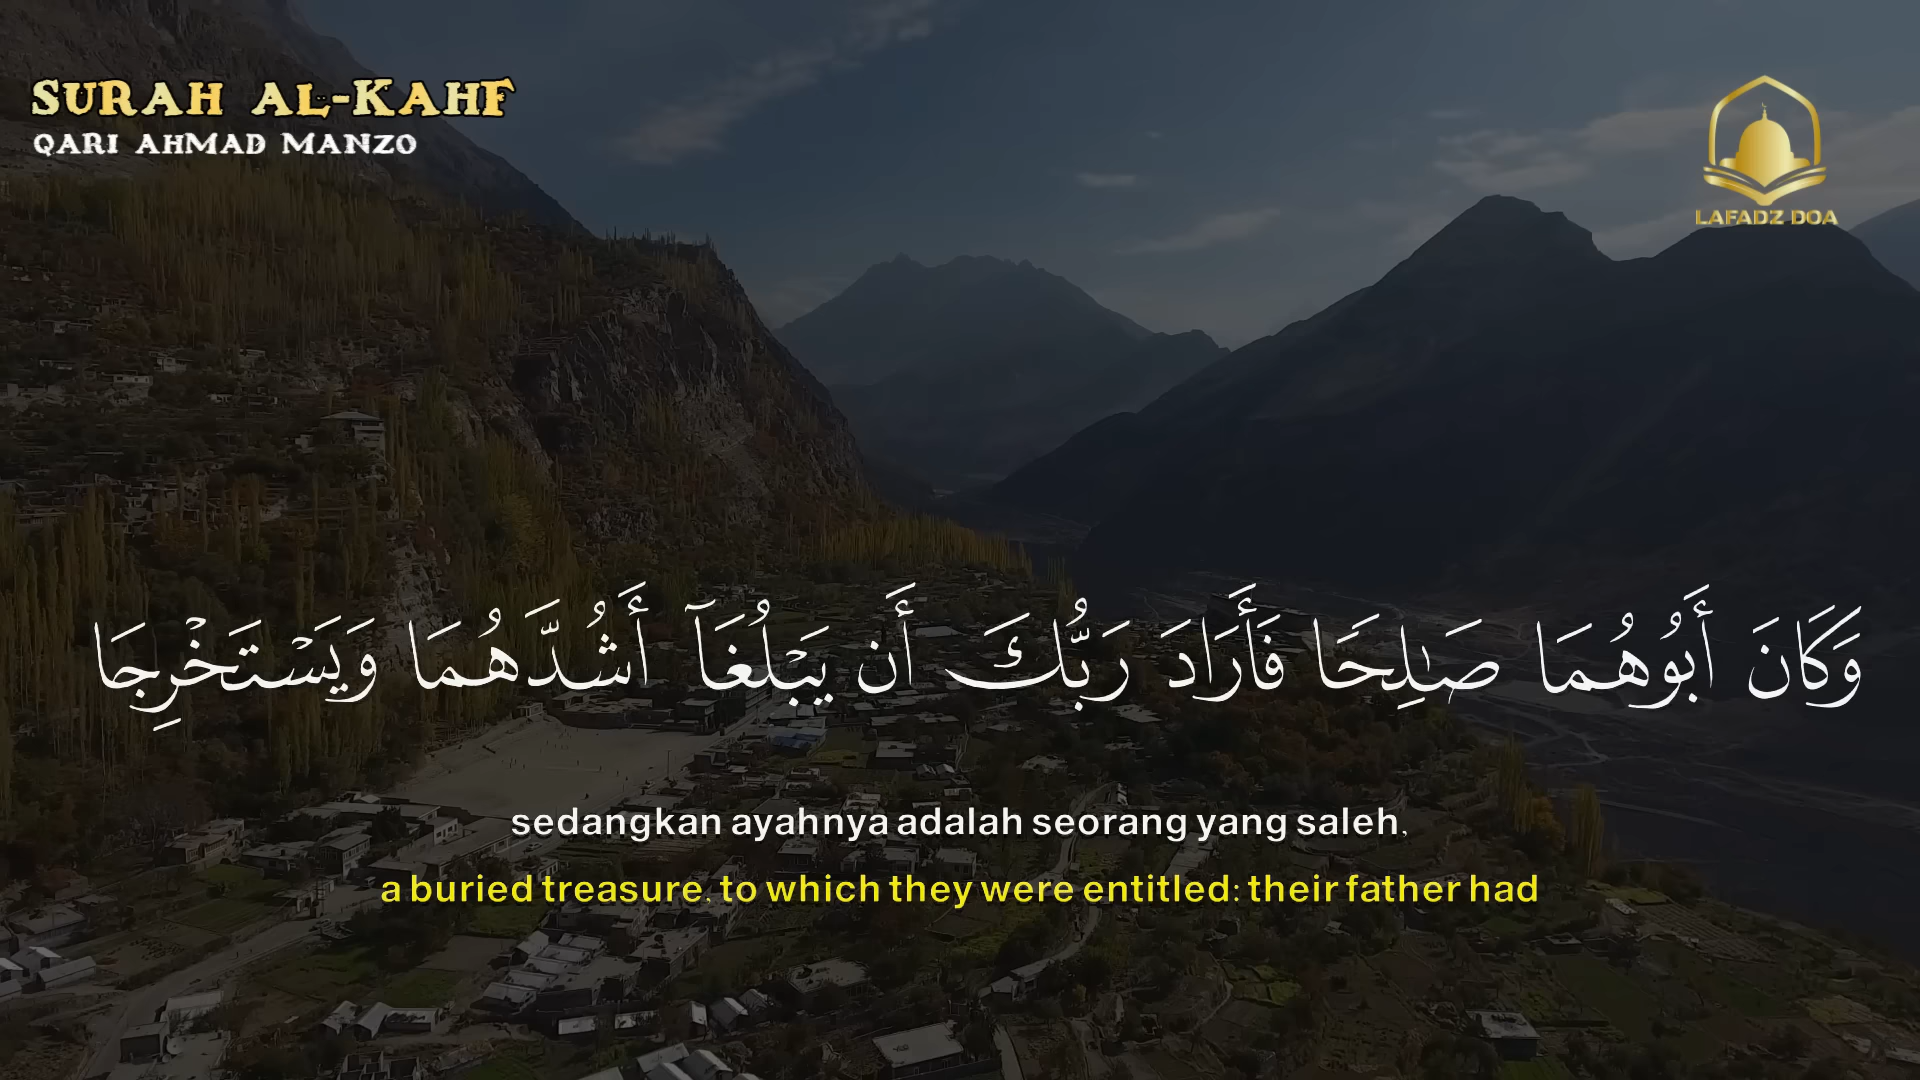 SURAH AL-KAHF
QARI AHMAD MANZO
LAFADZ DOA
وَكَانَ أَبُوهُمَا صَـٰلِحًا فَأَرَادَ رَبُّكَ أَن يَبْلُغَآ أَشُدَّهُمَا وَيَسْتَخْرِجَا
sedangkan ayahnya adalah seorang yang saleh,
a buried treasure, to which they were entitled: their father had